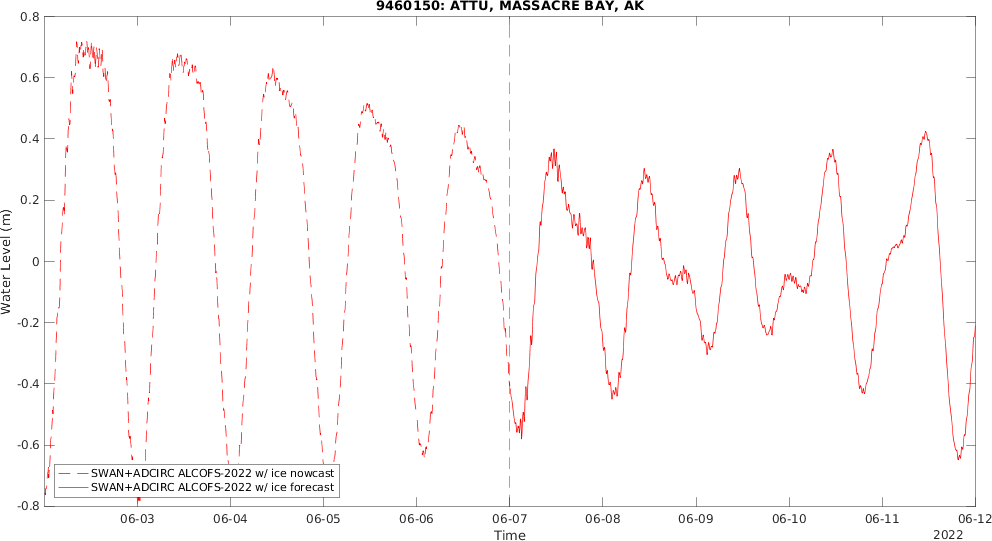 9460150: ATTU, MASSACRE BAY, AK
0.8
0.6
0.4
0.2
0
-0.2
-0.4
-0.6
-0.8
Water Level (m)
SWAN+ADCIRC ALCOFS-2022 w/ ice nowcast
SWAN+ADCIRC ALCOFS-2022 w/ ice forecast
06-03 06-04 06-05 06-06 06-07 06-08 06-09 06-10 06-11 06-12
Time
2022